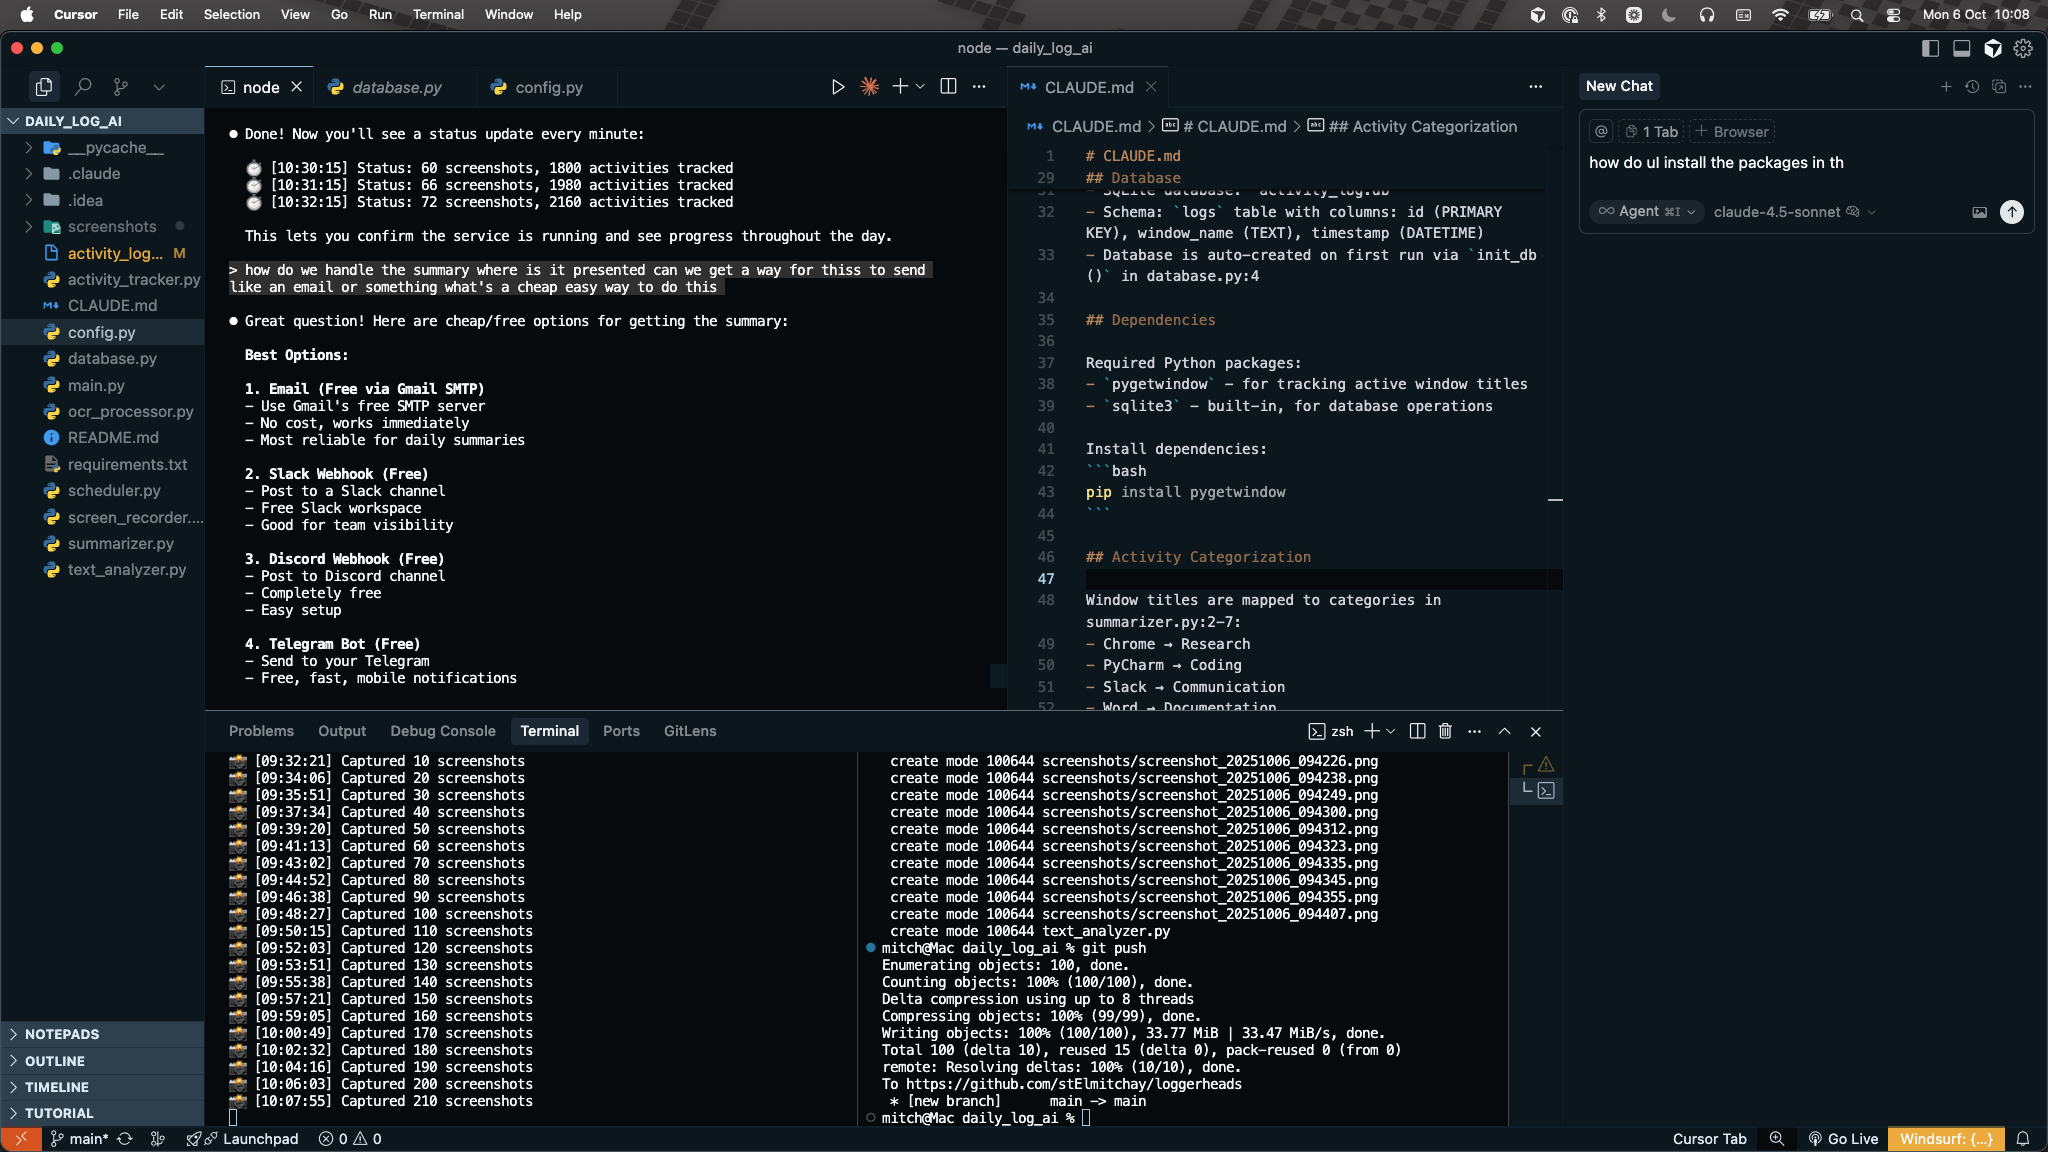 Cursor File Edit Selection View Go Run Terminal Window Help
Mon 6 Oct 10:08
node — daily_log_ai
node
database.py
config.py
CLAUDE.md
New Chat
DAILY_LOG_AI
__pycache__
.claude
.idea
screenshots
activity_log... M
activity_tracker.py
CLAUDE.md
config.py
database.py
main.py
ocr_processor.py
README.md
requirements.txt
scheduler.py
screen_recorder....
summarizer.py
text_analyzer.py
NOTEPADS
OUTLINE
TIMELINE
TUTORIAL
Done! Now you'll see a status update every minute:
[10:30:15] Status: 60 screenshots, 1800 activities tracked
[10:31:15] Status: 66 screenshots, 1980 activities tracked
[10:32:15] Status: 72 screenshots, 2160 activities tracked
This lets you confirm the service is running and see progress throughout the day.
> how do we handle the summary where is it presented can we get a way for thiss to send
like an email or something what's a cheap easy way to do this
Great question! Here are cheap/free options for getting the summary:
Best Options:
1. Email (Free via Gmail SMTP)
- Use Gmail's free SMTP server
- No cost, works immediately
- Most reliable for daily summaries
2. Slack Webhook (Free)
- Post to a Slack channel
- Free Slack workspace
- Good for team visibility
3. Discord Webhook (Free)
- Post to Discord channel
- Completely free
- Easy setup
4. Telegram Bot (Free)
- Send to your Telegram
- Free, fast, mobile notifications
CLAUDE.md > # CLAUDE.md > ## Activity Categorization
1 # CLAUDE.md
29 ## Database
31 - SQLite database: `activity_log.db`
32 - Schema: `logs` table with columns: id (PRIMARY
KEY), window_name (TEXT), timestamp (DATETIME)
33 - Database is auto-created on first run via `init_db
()` in database.py:4
34
35 ## Dependencies
36
37 Required Python packages:
38 - `pygetwindow` - for tracking active window titles
39 - `sqlite3` - built-in, for database operations
40
41 Install dependencies:
42 ```bash
43 pip install pygetwindow
44 ```
45
46 ## Activity Categorization
47
48 Window titles are mapped to categories in
summarizer.py:2-7:
49 - Chrome → Research
50 - PyCharm → Coding
51 - Slack → Communication
52 - Word → Documentation
@ 1 Tab + Browser
how do uI install the packages in th
∞ Agent ⌘I claude-4.5-sonnet
Problems Output Debug Console Terminal Ports GitLens
zsh
[09:32:21] Captured 10 screenshots
[09:34:06] Captured 20 screenshots
[09:35:51] Captured 30 screenshots
[09:37:34] Captured 40 screenshots
[09:39:20] Captured 50 screenshots
[09:41:13] Captured 60 screenshots
[09:43:02] Captured 70 screenshots
[09:44:52] Captured 80 screenshots
[09:46:38] Captured 90 screenshots
[09:48:27] Captured 100 screenshots
[09:50:15] Captured 110 screenshots
[09:52:03] Captured 120 screenshots
[09:53:51] Captured 130 screenshots
[09:55:38] Captured 140 screenshots
[09:57:21] Captured 150 screenshots
[09:59:05] Captured 160 screenshots
[10:00:49] Captured 170 screenshots
[10:02:32] Captured 180 screenshots
[10:04:16] Captured 190 screenshots
[10:06:03] Captured 200 screenshots
[10:07:55] Captured 210 screenshots
create mode 100644 screenshots/screenshot_20251006_094226.png
create mode 100644 screenshots/screenshot_20251006_094238.png
create mode 100644 screenshots/screenshot_20251006_094249.png
create mode 100644 screenshots/screenshot_20251006_094300.png
create mode 100644 screenshots/screenshot_20251006_094312.png
create mode 100644 screenshots/screenshot_20251006_094323.png
create mode 100644 screenshots/screenshot_20251006_094335.png
create mode 100644 screenshots/screenshot_20251006_094345.png
create mode 100644 screenshots/screenshot_20251006_094355.png
create mode 100644 screenshots/screenshot_20251006_094407.png
create mode 100644 text_analyzer.py
mitch@Mac daily_log_ai % git push
Enumerating objects: 100, done.
Counting objects: 100% (100/100), done.
Delta compression using up to 8 threads
Compressing objects: 100% (99/99), done.
Writing objects: 100% (100/100), 33.77 MiB | 33.47 MiB/s, done.
Total 100 (delta 10), reused 15 (delta 0), pack-reused 0 (from 0)
remote: Resolving deltas: 100% (10/10), done.
To https://github.com/stElmitchay/loggerheads
* [new branch] main -> main
mitch@Mac daily_log_ai %
main* Launchpad 0 0
Cursor Tab Go Live Windsurf: {...}